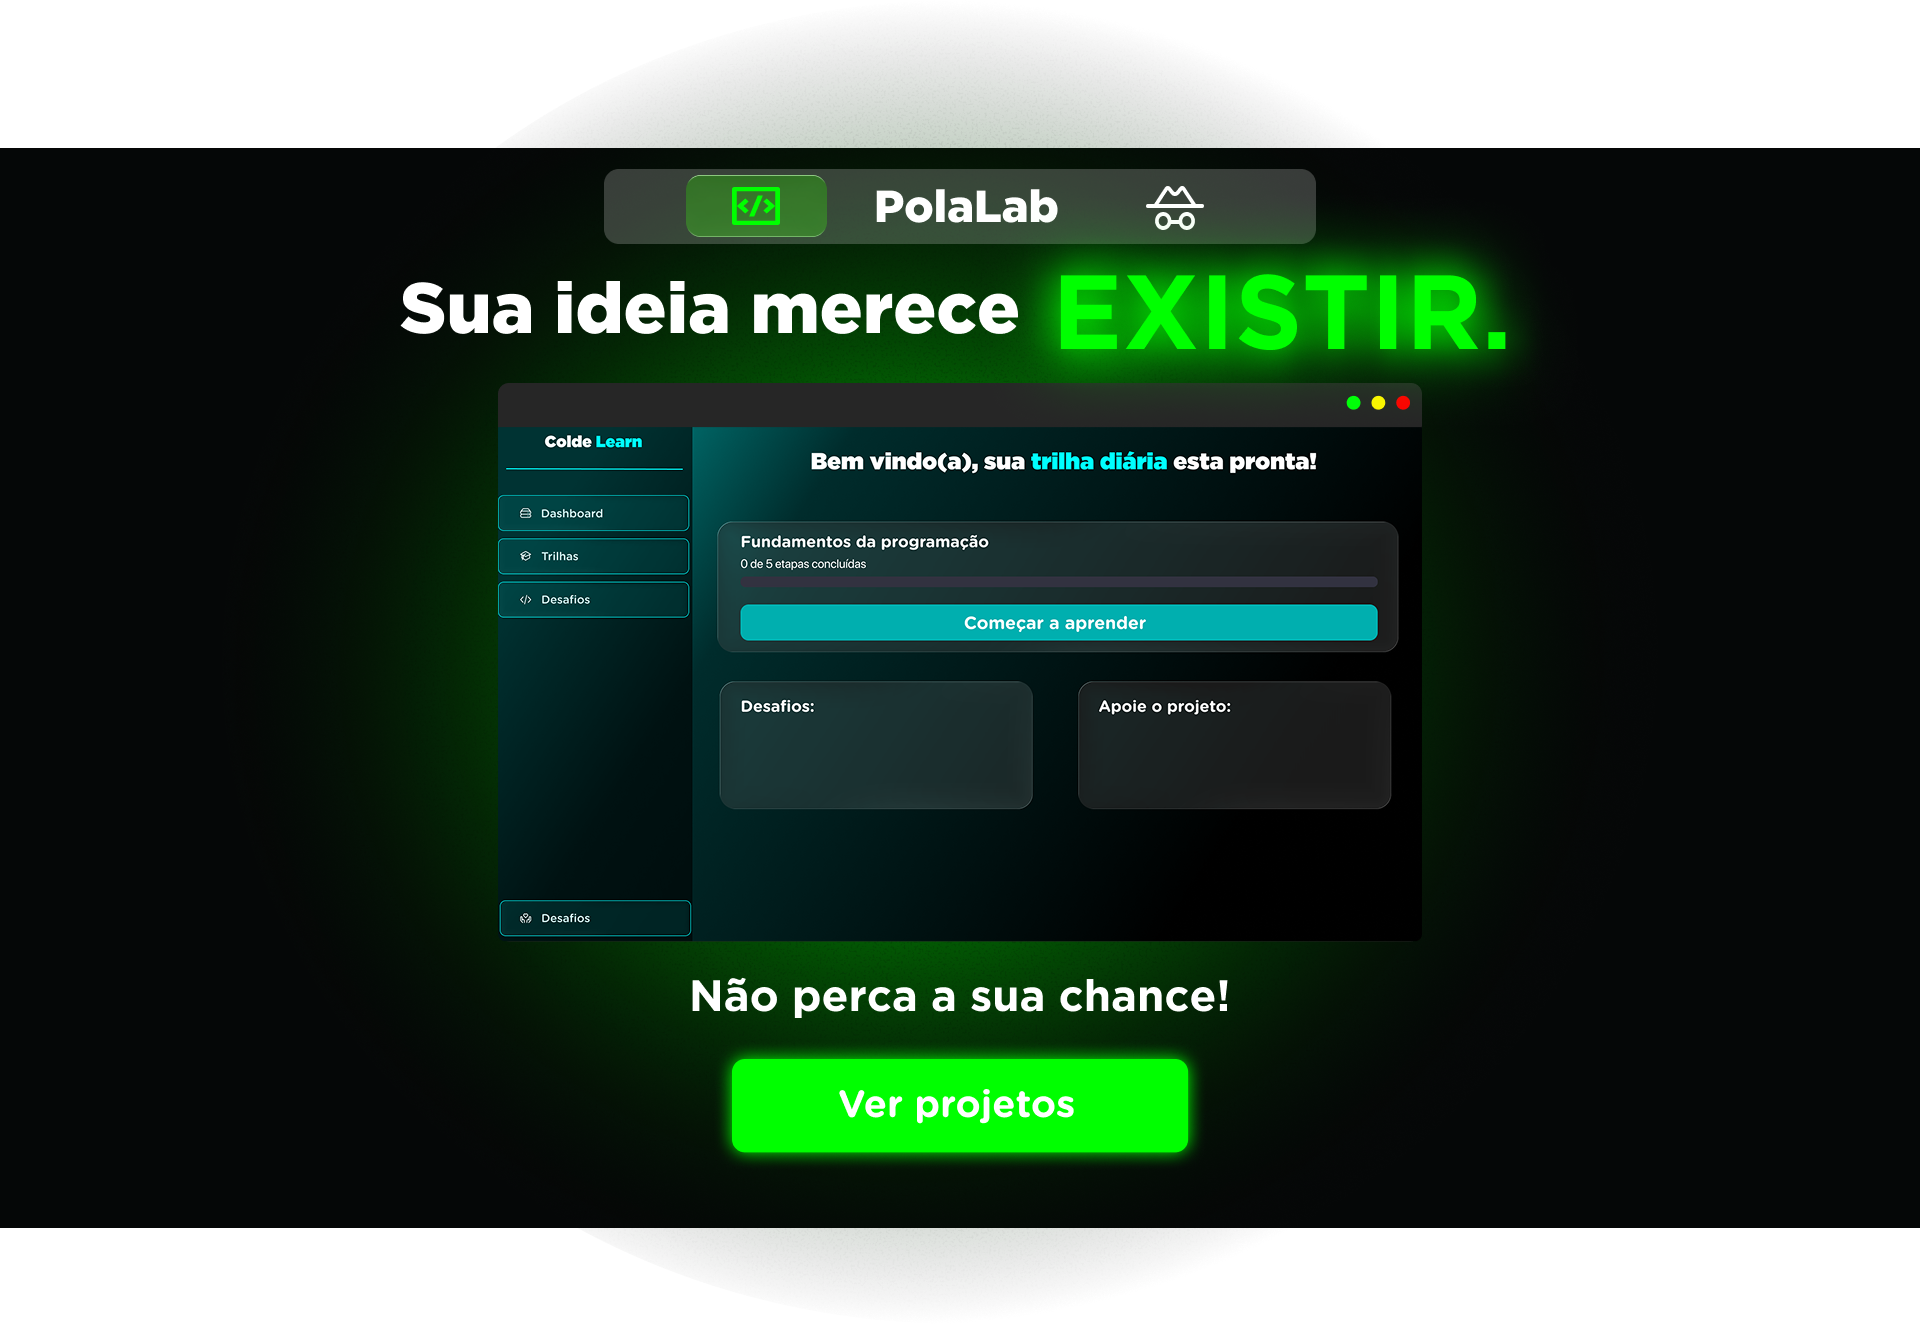 PolaLab
Sua ideia merece EXISTIR.
Colde Learn
Dashboard
Trilhas
Desafios
Desafios
Bem vindo(a), sua trilha diária esta pronta!
Fundamentos da programação
0 de 5 etapas concluídas
Começar a aprender
Desafios:
Apoie o projeto:
Não perca a sua chance!
Ver projetos